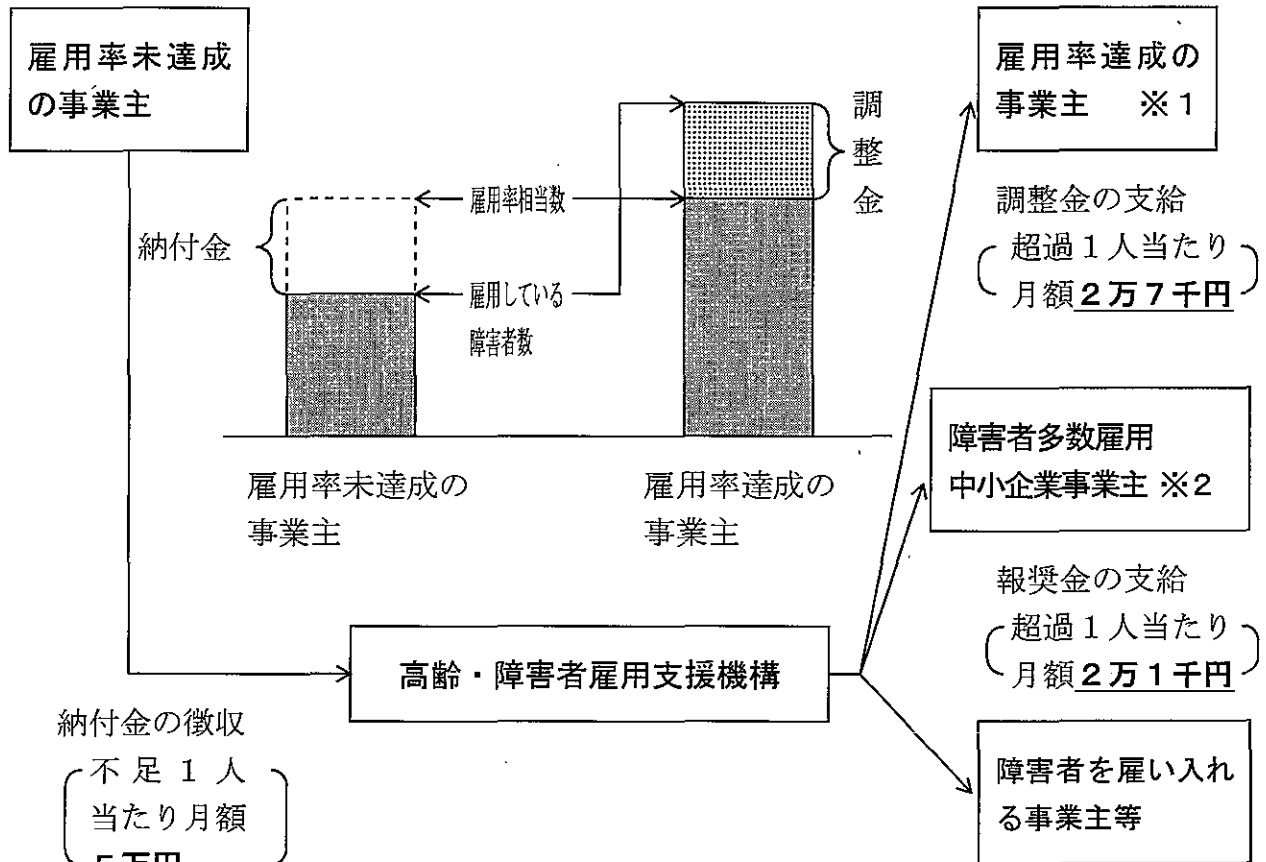 雇用率未達成
の事業主
雇用率達成の
事業主 ※1
調整金
納付金
雇用率相当数
雇用している
障害者数
調整金の支給
超過1人当たり
月額2万7千円
雇用率未達成の
事業主
雇用率達成の
事業主
障害者多数雇用
中小企業事業主 ※2
報奨金の支給
超過1人当たり
月額2万1千円
高齢・障害者雇用支援機構
納付金の徴収
不足1人
当たり月額
5万円
障害者を雇い入れ
る事業主等